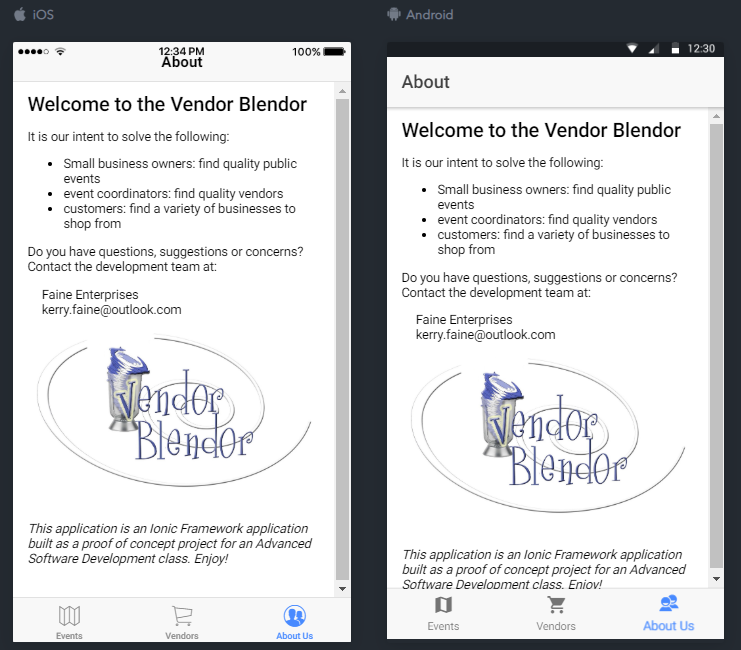 iOS
12:34 PM
100%
About
Welcome to the Vendor Blendor
It is our intent to solve the following:
• Small business owners: find quality public
events
• event coordinators: find quality vendors
• customers: find a variety of businesses to
shop from
Do you have questions, suggestions or concerns?
Contact the development team at:
Faine Enterprises
kerry.faine@outlook.com
Vendor
Blendor
This application is an Ionic Framework application
built as a proof of concept project for an Advanced
Software Development class. Enjoy!
Events
Vendors
About Us
Android
12:30
About
Welcome to the Vendor Blendor
It is our intent to solve the following:
• Small business owners: find quality public
events
• event coordinators: find quality vendors
• customers: find a variety of businesses to
shop from
Do you have questions, suggestions or concerns?
Contact the development team at:
Faine Enterprises
kerry.faine@outlook.com
Vendor
Blendor
This application is an Ionic Framework application
built as a proof of concept project for an Advanced
Software Development class. Enjoy!
Events
Vendors
About Us